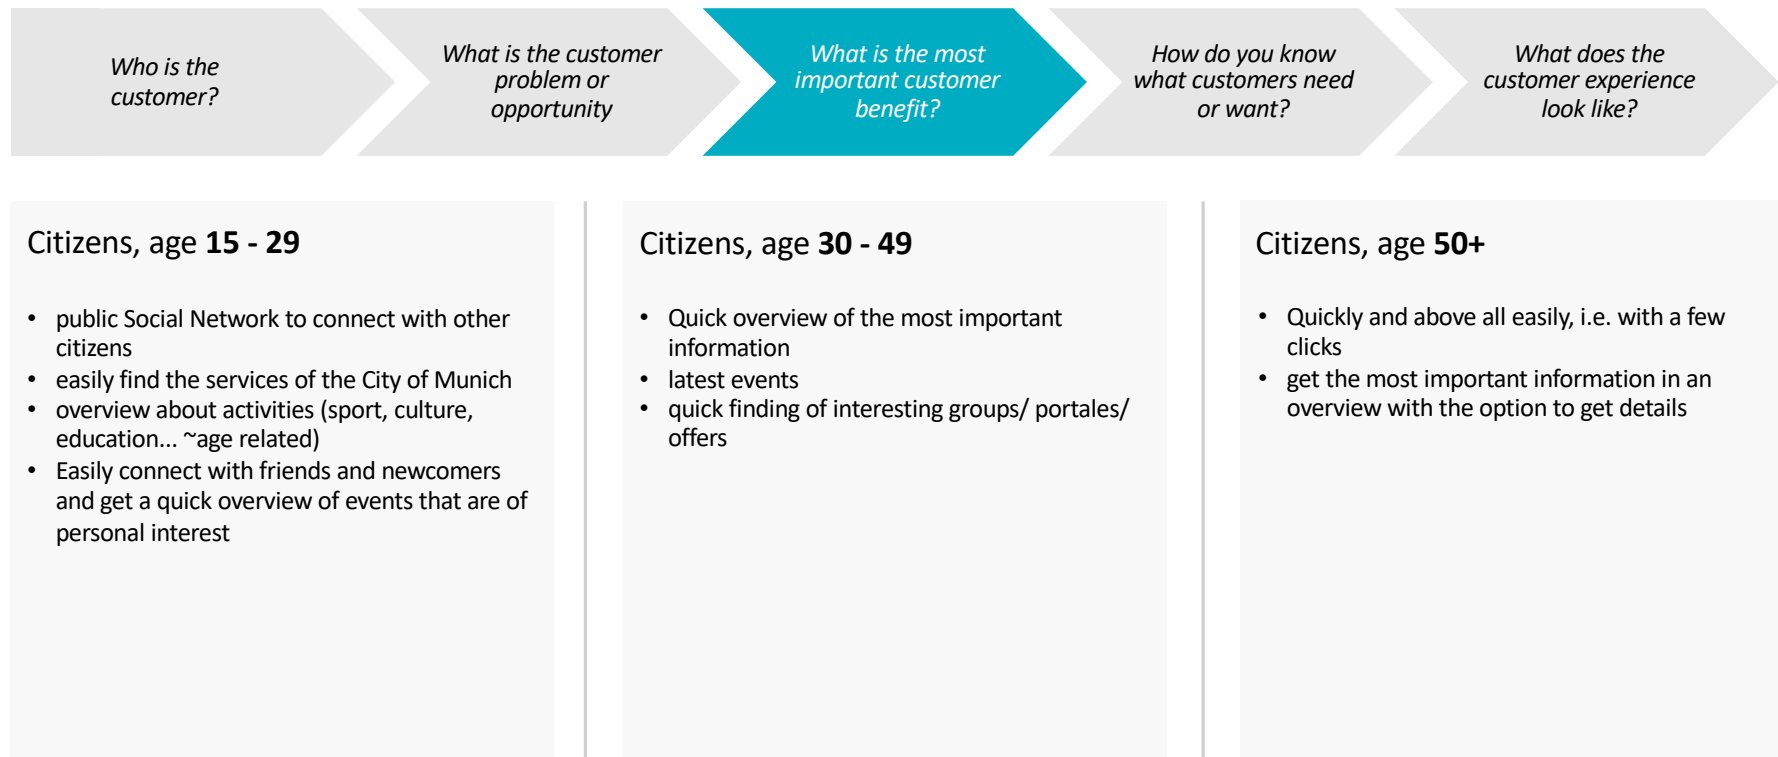 Who is the
customer?
What is the customer
problem or
opportunity
What is the most
important customer
benefit?
How do you know
what customers need
or want?
What does the
customer experience
look like?
Citizens, age 15 - 29
• public Social Network to connect with other
citizens
• easily find the services of the City of Munich
• overview about activities (sport, culture,
education... ~age related)
• Easily connect with friends and newcomers
and get a quick overview of events that are of
personal interest
Citizens, age 30 - 49
• Quick overview of the most important
information
• latest events
• quick finding of interesting groups/ portales/
offers
Citizens, age 50+
• Quickly and above all easily, i.e. with a few
clicks
• get the most important information in an
overview with the option to get details